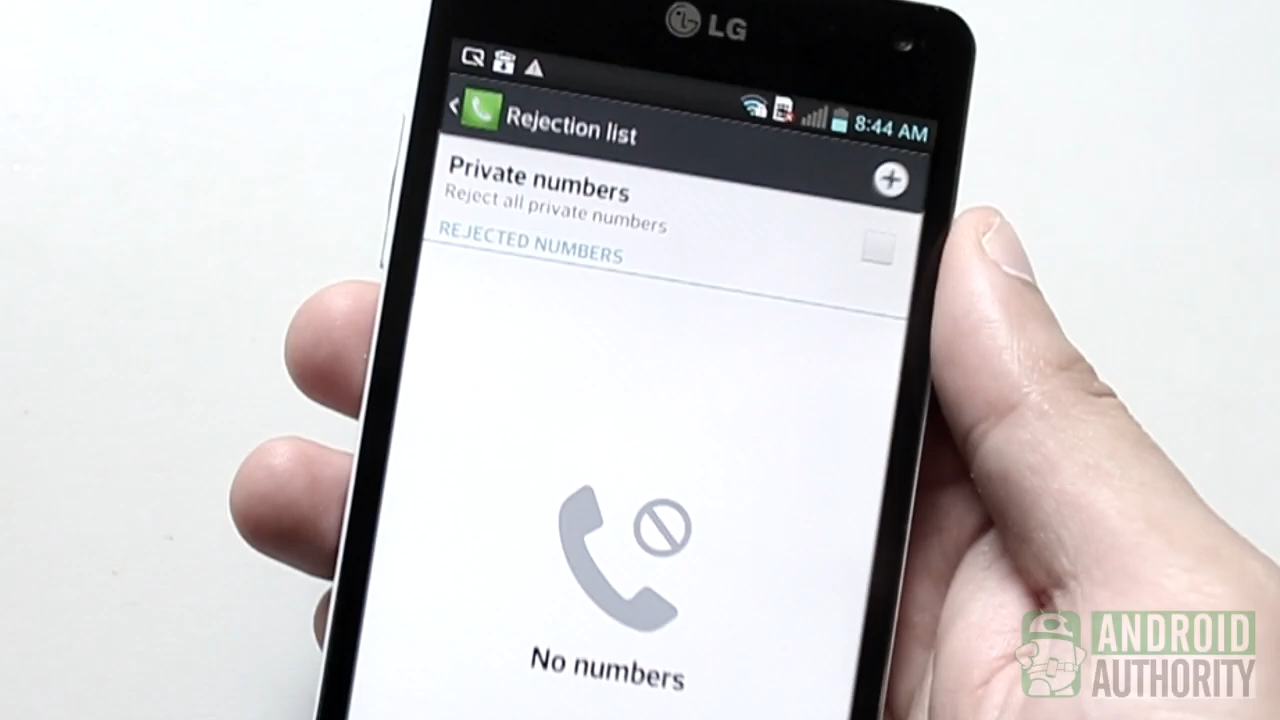 LG
8:44 AM
Rejection list
Private numbers
Reject all private numbers
REJECTED NUMBERS
No numbers
ANDROID
AUTHORITY